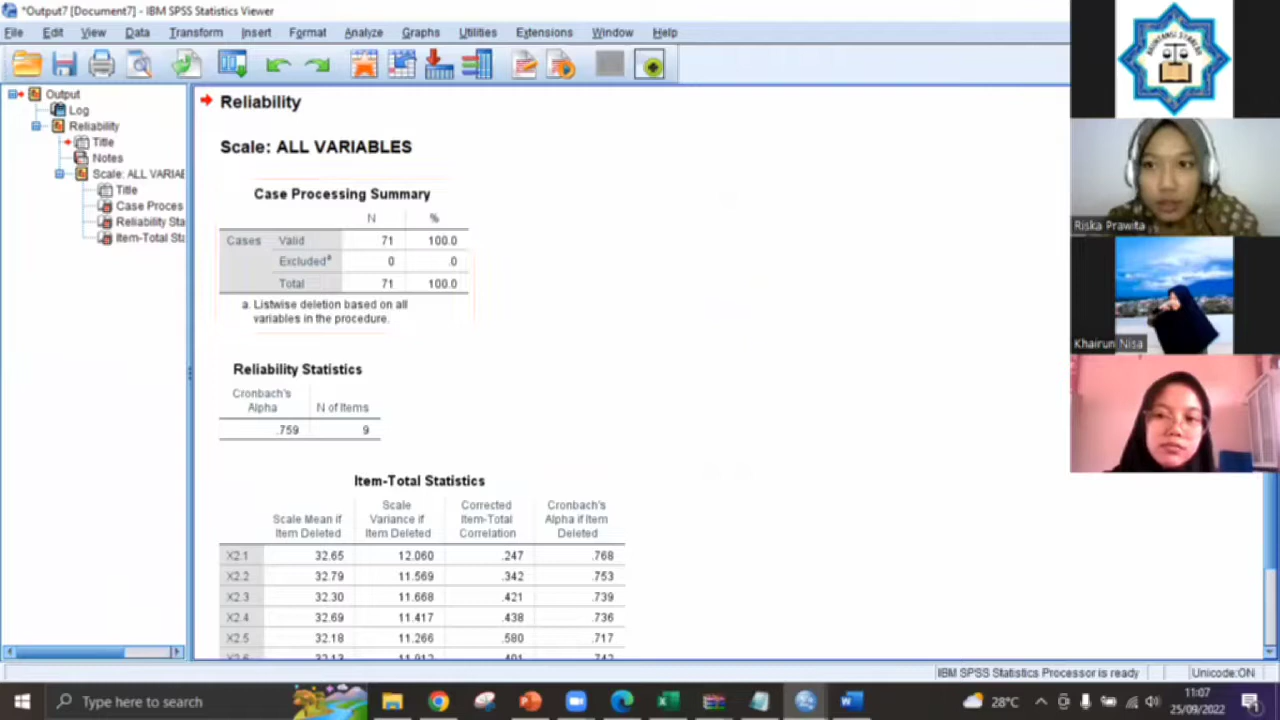 *Output7 [Document7] - IBM SPSS Statistics Viewer
File Edit View Data Transform Insert Format Analyze Graphs Utilities Extensions Window Help
Output
Log
Reliability
Title
Notes
Scale: ALL VARIAE
Title
Case Proces
Reliability Sta
Item-Total Sta
Reliability
Scale: ALL VARIABLES
Case Processing Summary
N %
Cases Valid 71 100.0
Excludedª 0 .0
Total 71 100.0
a. Listwise deletion based on all
variables in the procedure.
Reliability Statistics
Cronbach's
Alpha N of Items
.759 9
Item-Total Statistics
Scale Mean if Item Deleted Scale Variance if Item Deleted Corrected Item-Total Correlation Cronbach's Alpha if Item Deleted
X2.1 32.65 12.060 .247 .768
X2.2 32.79 11.569 .342 .753
X2.3 32.30 11.668 .421 .739
X2.4 32.69 11.417 .438 .736
X2.5 32.18 11.266 .580 .717
IBM SPSS Statistics Processor is ready Unicode:ON
AKUNTANSI SYARIAH
Riska Prawita
Khairun Nisa
Type here to search
28°C
11:07
25/09/2022